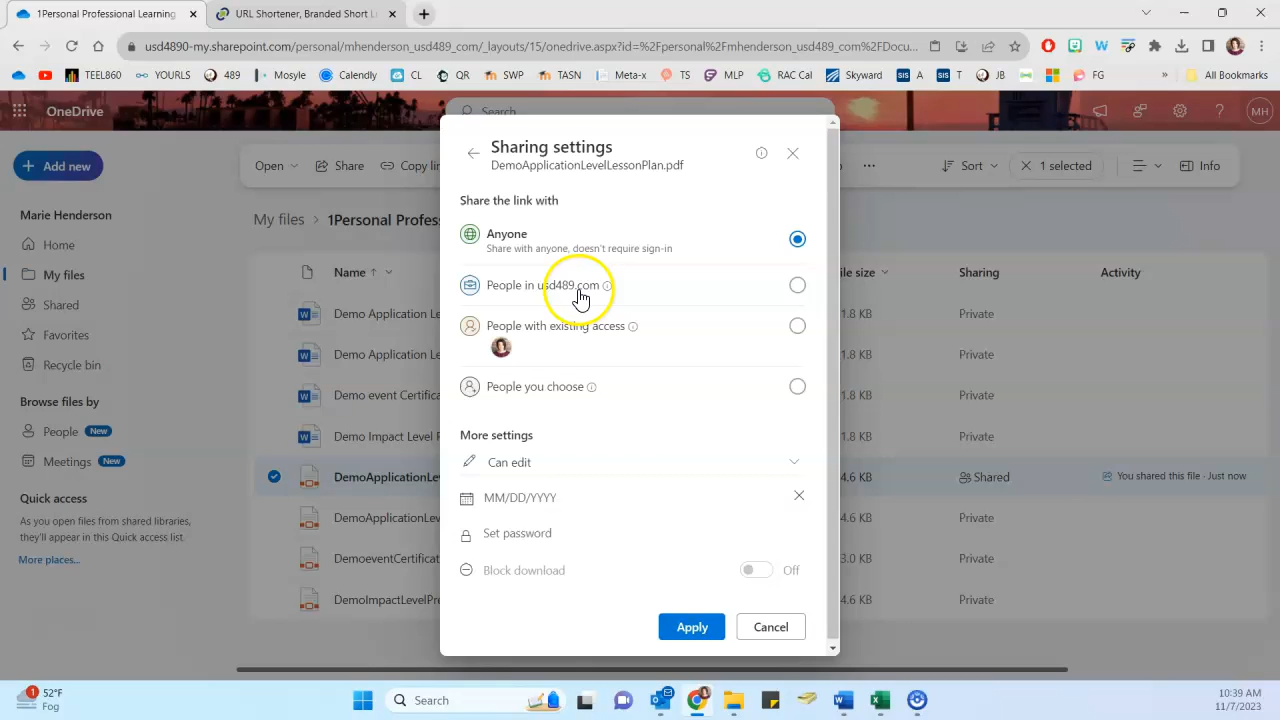 1Personal Professional Learning
URL Shortener, Branded Short Li
usd4890-my.sharepoint.com/personal/mhenderson_usd489_com/_layouts/15/onedrive.aspx?id=%2Fpersonal%2Fmhenderson_usd489_com%2FDocu...
TEEL860
YOURLS
489
Mosyle
Calendly
CL
QR
SWP
TASN
Meta-x
TS
MLP
RAC Cal
Skyward
A
T
JB
FG
»
All Bookmarks
OneDrive
Search
MH
Add new
Open
Share
Copy lin
...
Sort
1 selected
Info
Marie Henderson
Home
My files
Shared
Favorites
Recycle bin
Browse files by
People New
Meetings New
Quick access
As you open files from shared libraries,
they'll appear in this Quick access list.
More places...
My files > 1Personal Profes
Name
ile size
Sharing
Activity
Demo Application Le
1.8 KB
Private
Demo Application Le
1.8 KB
Private
Demo event Certifica
1.8 KB
Private
Demo Impact Level P
1.8 KB
Private
DemoApplicationLev
4.6 KB
Shared
You shared this file · Just now
DemoApplicationLev
4.6 KB
Private
DemoeventCertificat
3.0 KB
Private
DemoImpactLevelPre
4.6 KB
Private
Sharing settings
DemoApplicationLevelLessonPlan.pdf
Share the link with
Anyone
Share with anyone, doesn't require sign-in
People in usd489.com
People with existing access
People you choose
More settings
Can edit
MM/DD/YYYY
Set password
Block download
Off
Apply
Cancel
1
52°F
Fog
Search
10:39 AM
11/7/2023